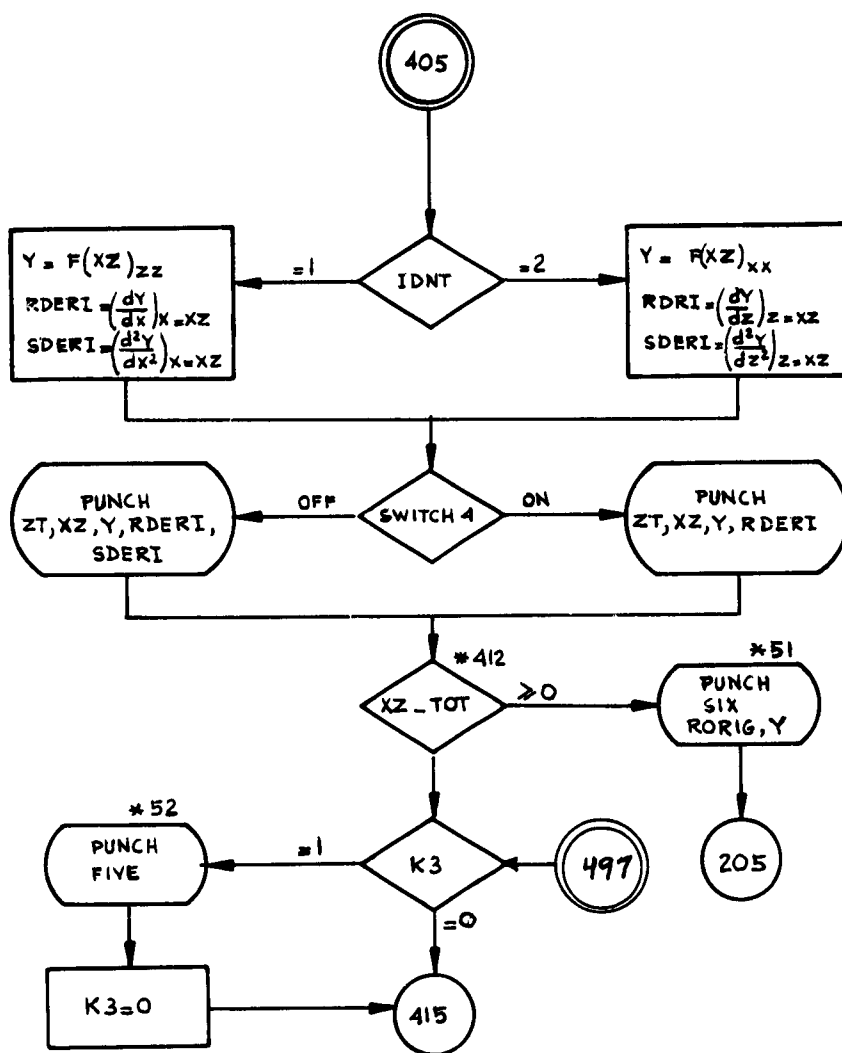 405
Y = F(XZ)ZZ
RDERI = (dY/dX)X=XZ
SDERI = (d²Y/dX²)X=XZ
=1
IDNT
=2
Y = F(XZ)XX
RDRI = (dY/dZ)Z=XZ
SDERI = (d²Y/dZ²)Z=XZ
PUNCH
ZT, XZ, Y, RDERI,
SDERI
OFF
SWITCH 4
ON
PUNCH
ZT, XZ, Y, RDERI
*412
XZ - TOT
⩾0
*51
PUNCH
SIX
RORIG, Y
*52
PUNCH
FIVE
=1
K3
497
205
=0
K3=0
415